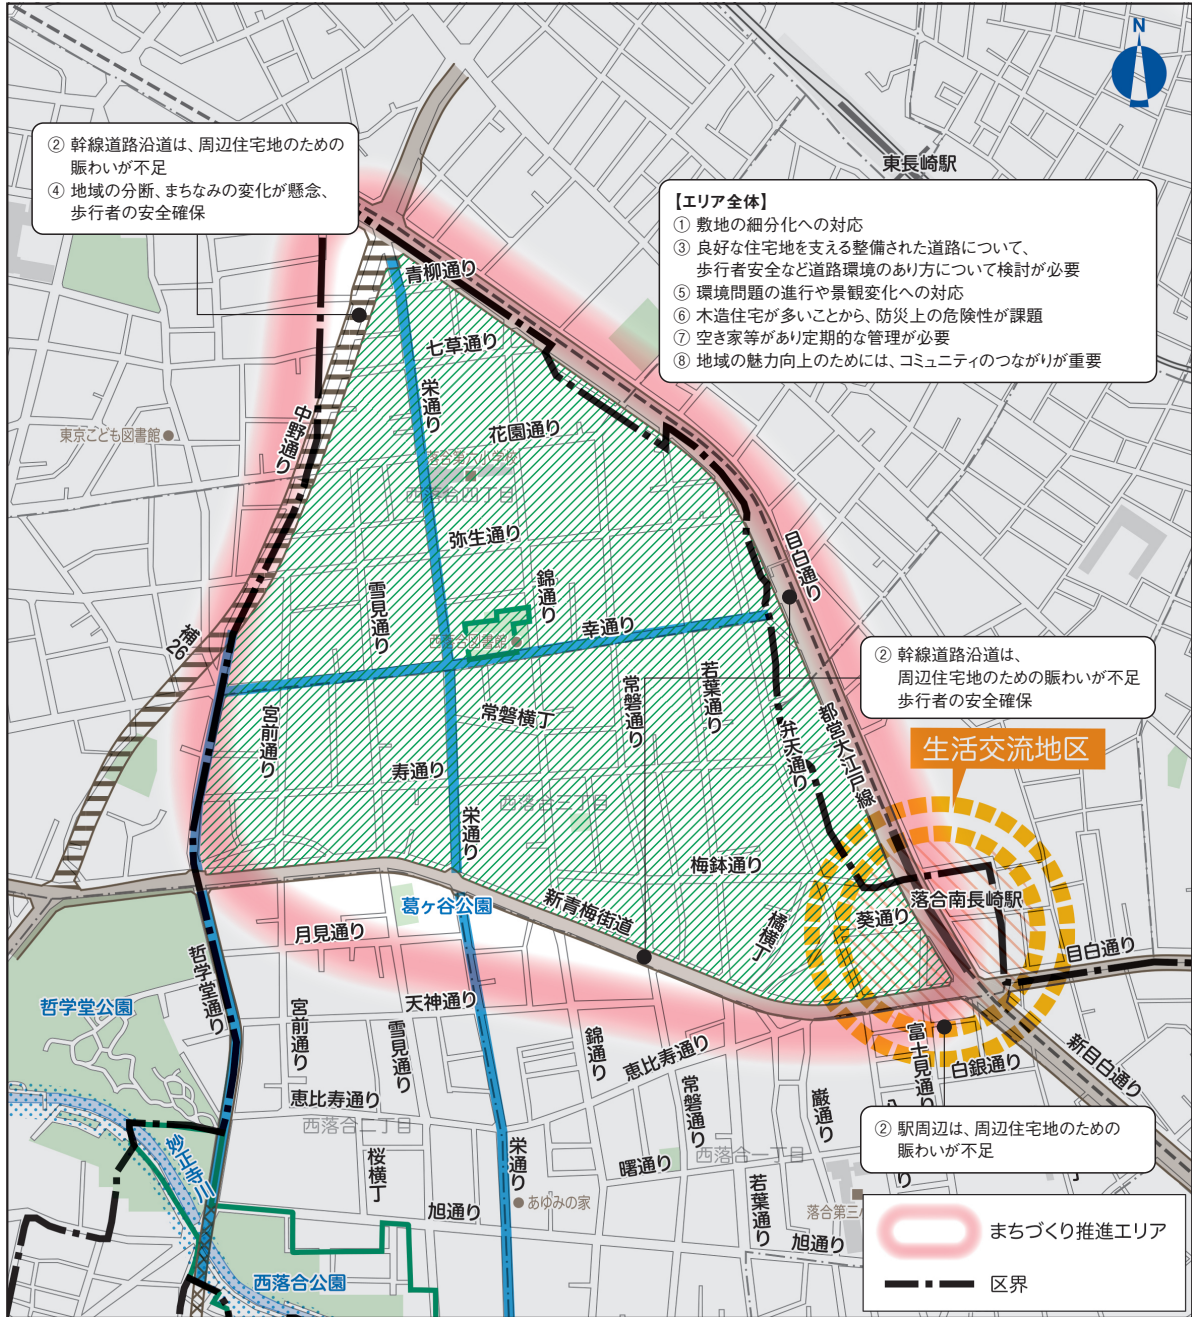 N
② 幹線道路沿道は、周辺住宅地のための
賑わいが不足
④ 地域の分断、まちなみの変化が懸念、
歩行者の安全確保
東長崎駅
【エリア全体】
① 敷地の細分化への対応
③ 良好な住宅地を支える整備された道路について、
歩行者安全など道路環境のあり方について検討が必要
⑤ 環境問題の進行や景観変化への対応
⑥ 木造住宅が多いことから、防災上の危険性が課題
⑦ 空き家等があり定期的な管理が必要
⑧ 地域の魅力向上のためには、コミュニティのつながりが重要
青柳通り
七草通り
栄通り
中野通り
東京こども図書館
花園通り
落合第六小学校
西落合四丁目
弥生通り
目白通り
雪見通り
錦通り
補26
西落合図書館
幸通り
② 幹線道路沿道は、
周辺住宅地のための賑わいが不足
歩行者の安全確保
若葉通り
常磐通り
宮前通り
常磐横丁
弁天通り
都営大江戸線
生活交流地区
寿通り
西落合三丁目
栄通り
梅鉢通り
葛ヶ谷公園
新青梅街道
落合南長崎駅
葵通り
橘横丁
月見通り
目白通り
哲学堂通り
哲学堂公園
天神通り
宮前通り
雪見通り
錦通り
恵比寿通り
富士見通り
白銀通り
新目白通り
常磐通り
巌通り
恵比寿通り
西落合二丁目
② 駅周辺は、周辺住宅地のための
賑わいが不足
妙正寺川
桜横丁
栄通り
曙通り
西落合一丁目
若葉通り
あゆみの家
旭通り
落合第三
旭通り
西落合公園
まちづくり推進エリア
区界